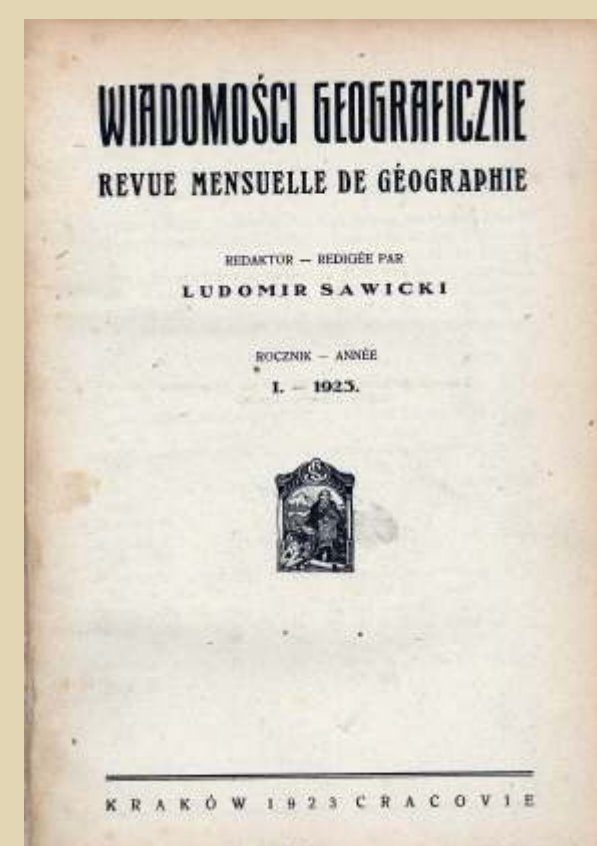 WIADOMOŚCI GEOGRAFICZNE
REVUE MENSUELLE DE GÉOGRAPHIE
REDAKTOR — REDIGÉE PAR
LUDOMIR SAWICKI
ROCZNIK — ANNÉE
I. — 1923.
KRAKÓW 1923 CRACOVIE